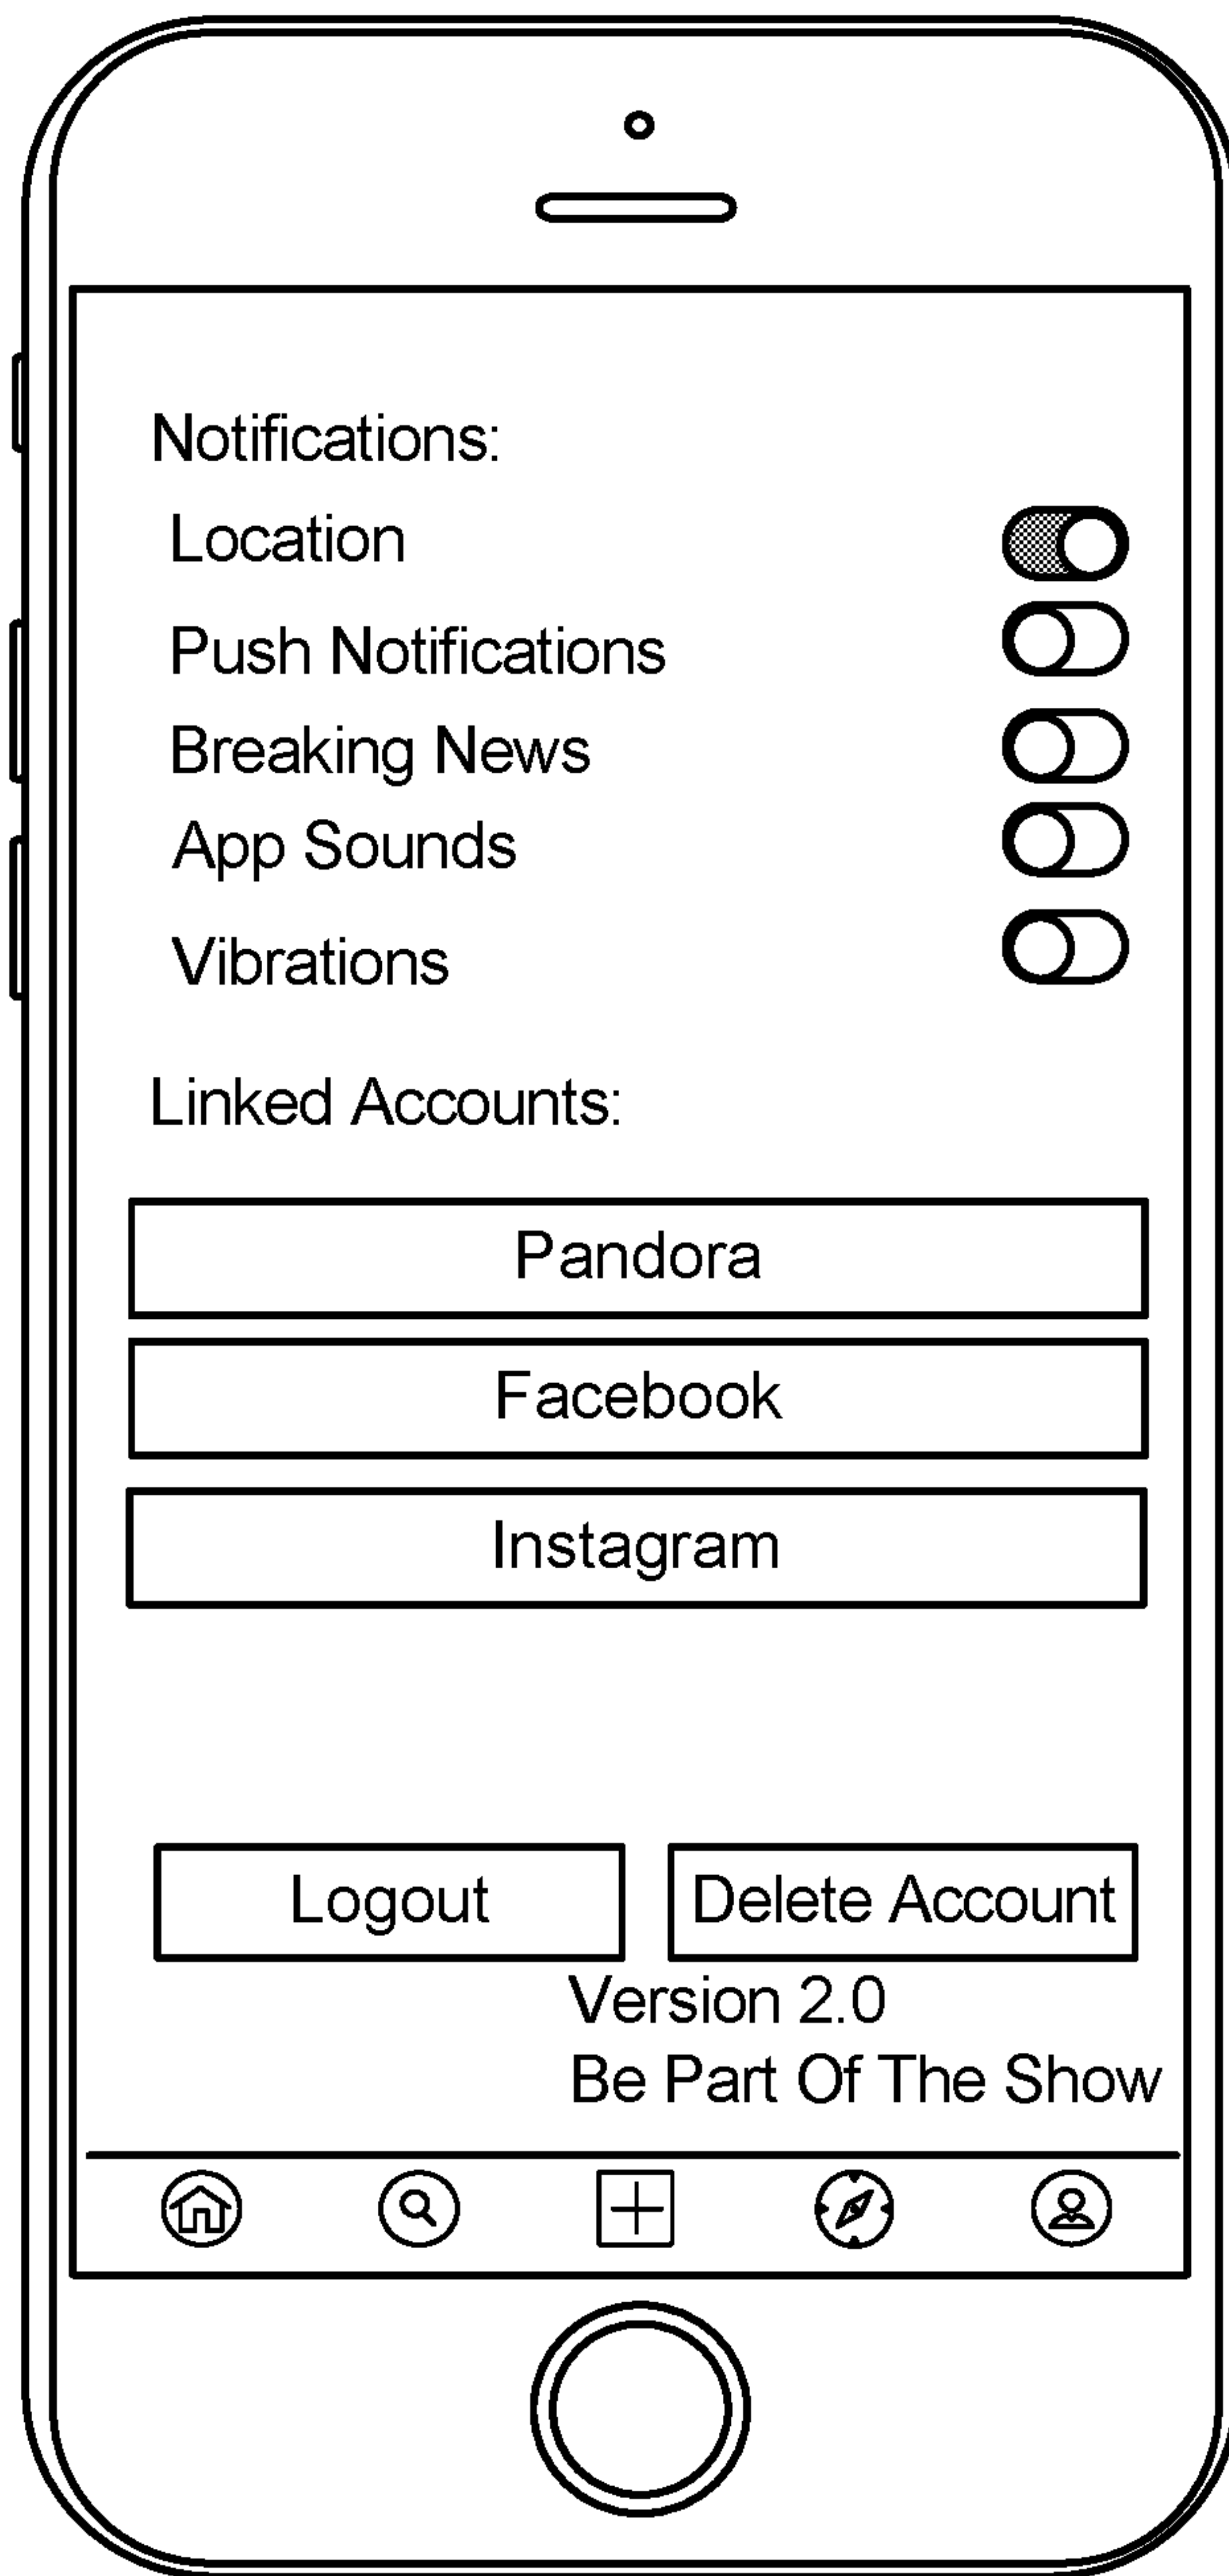 Notifications:
Location
Push Notifications
Breaking News
App Sounds
Vibrations
Linked Accounts:
Pandora
Facebook
Instagram
Logout
Delete Account
Version 2.0
Be Part Of The Show